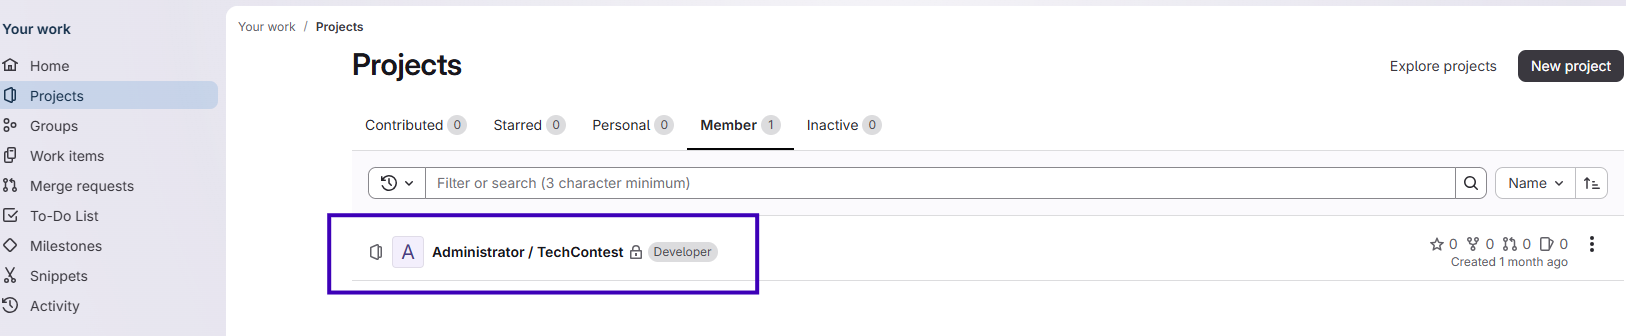 Your work
Home
Projects
Groups
Work items
Merge requests
To-Do List
Milestones
Snippets
Activity
Your work / Projects
Projects
Explore projects
New project
Contributed 0 Starred 0 Personal 0 Member 1 Inactive 0
Filter or search (3 character minimum)
Name
A Administrator / TechContest Developer
0 0 0 0
Created 1 month ago